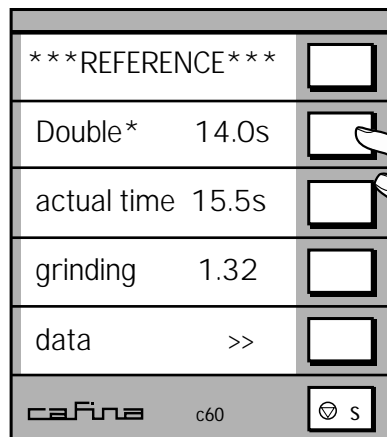 ***REFERENCE***
Double* 14.0s
actual time 15.5s
grinding 1.32
data >>
cafina c60 s